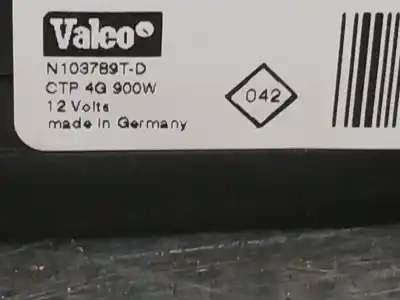 Valeo
N103789T-D
CTP 4G 900W
042
12 Volts
made in Germany